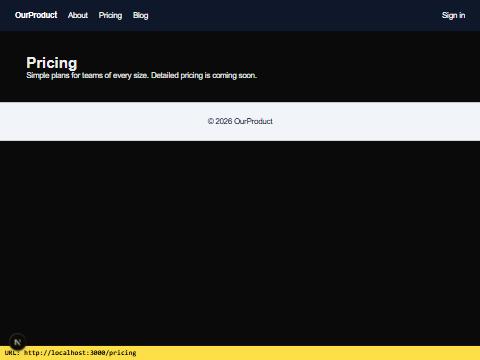 OurProduct About Pricing Blog Sign in
Pricing
Simple plans for teams of every size. Detailed pricing is coming soon.
© 2026 OurProduct
N
URL: http://localhost:3000/pricing